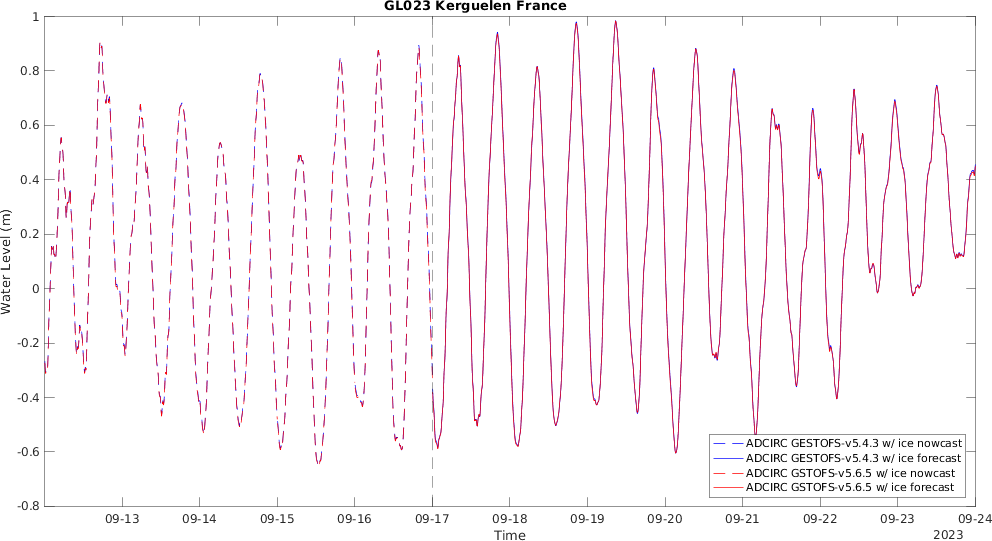 GL023 Kerguelen France
1
0.8
0.6
0.4
0.2
0
-0.2
-0.4
-0.6
-0.8
Water Level (m)
ADCIRC GESTOFS-v5.4.3 w/ ice nowcast
ADCIRC GESTOFS-v5.4.3 w/ ice forecast
ADCIRC GSTOFS-v5.6.5 w/ ice nowcast
ADCIRC GSTOFS-v5.6.5 w/ ice forecast
09-13 09-14 09-15 09-16 09-17 09-18 09-19 09-20 09-21 09-22 09-23 09-24
Time
2023